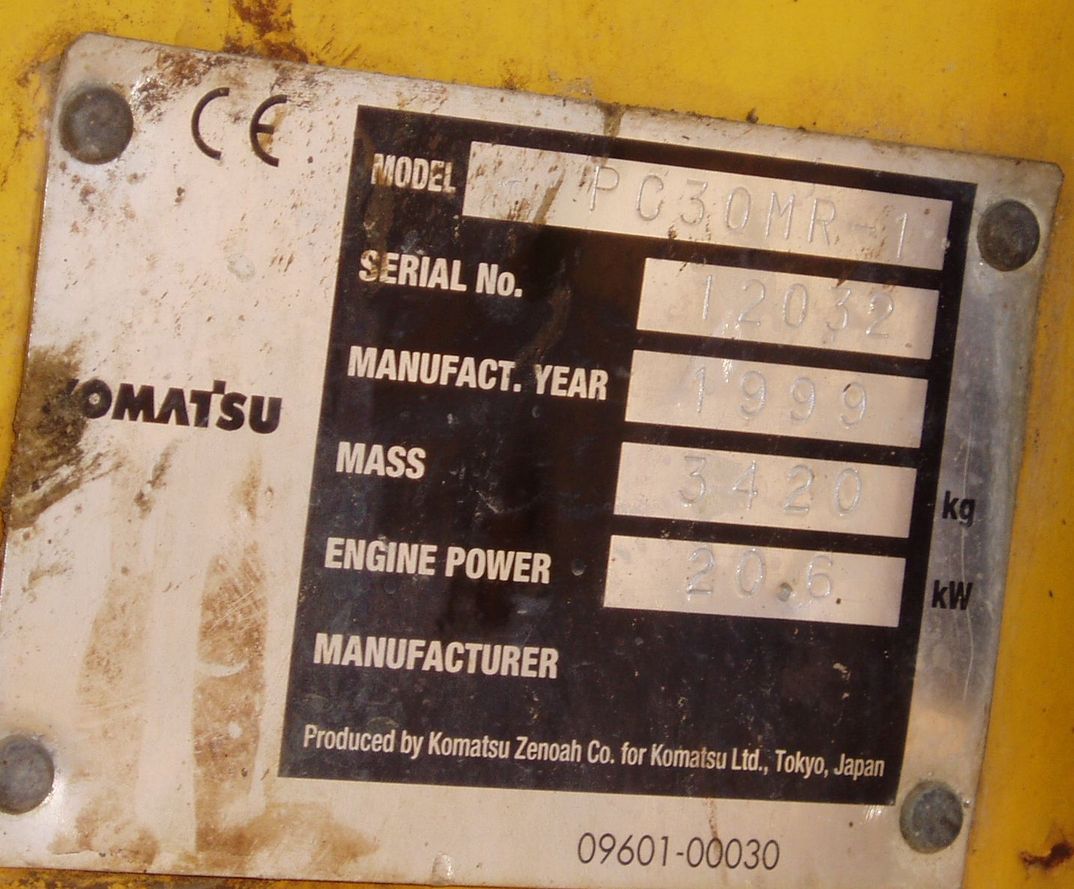 CE
MODEL PC30MR-1
SERIAL No. 12032
MANUFACT. YEAR 1999
KOMATSU
MASS 3420 kg
ENGINE POWER 20.6 kW
MANUFACTURER
Produced by Komatsu Zenoah Co. for Komatsu Ltd., Tokyo, Japan
09601-00030